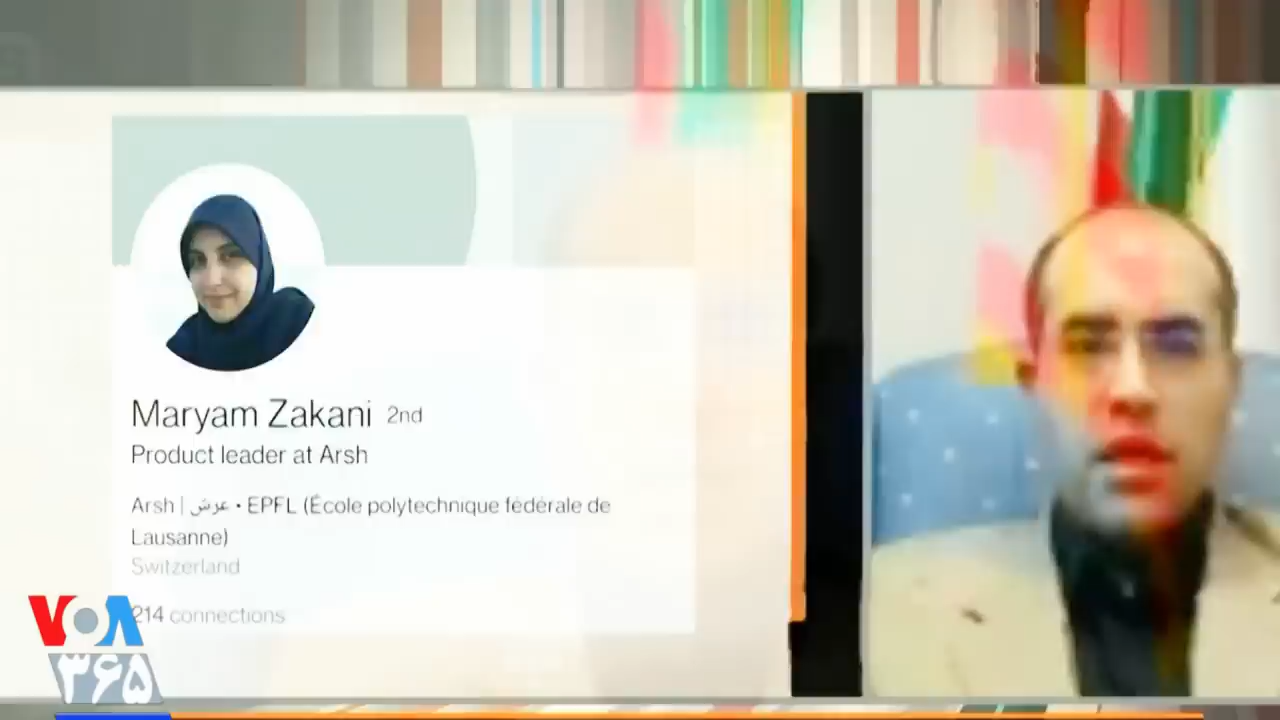 Maryam Zakani 2nd
Product leader at Arsh
Arsh | عرش • EPFL (École polytechnique fédérale de
Lausanne)
Switzerland
214 connections
VOA
۳۶۵